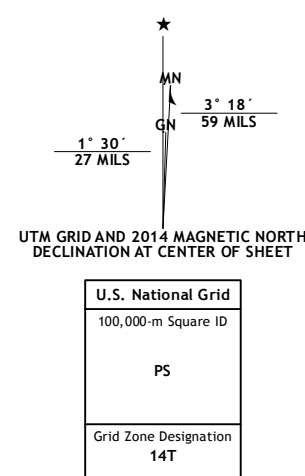 MN
3° 18´
59 MILS
GN
1° 30´
27 MILS
UTM GRID AND 2014 MAGNETIC NORTH
DECLINATION AT CENTER OF SHEET
U.S. National Grid
100,000-m Square ID
PS
Grid Zone Designation
14T